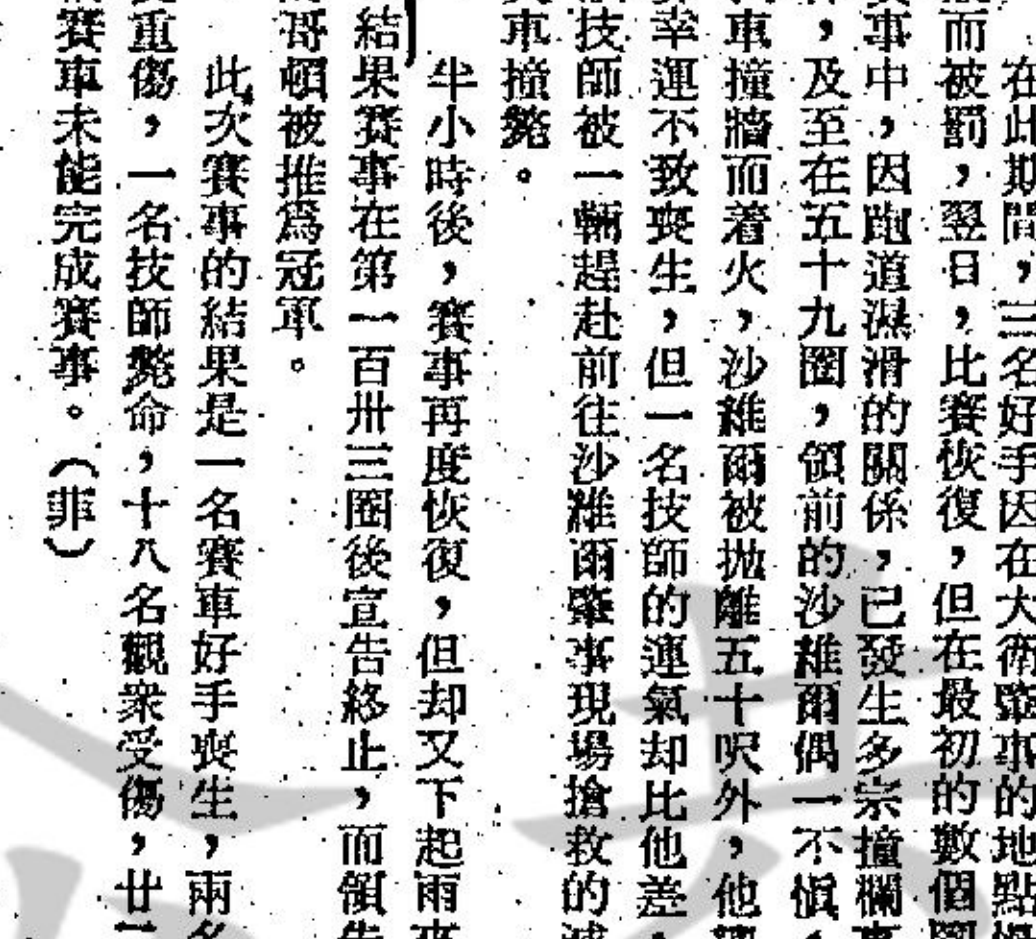 在此期間，三名好手因在大衛肇事的地點
而被罰，翌日，比賽恢復，但在最初的數個圈
事中，因跑道濕滑的關係，已發生多宗撞欄事
，及至在五十九圈，領前的沙維爾偶一不慎，
車撞牆而着火，沙維爾被拋離五十呎外，他
幸運不致喪生，但一名技師的運氣却比他差，
技師被一輛趕赴前往沙維爾肇事現場搶救的滅
車撞斃。
半小時後，賽事再度恢復，但却又下起雨來
結果賽事在第一百卅三圈後宣告終止，而領先
哥頓被推爲冠軍。
此次賽事的結果是一名賽車好手喪生，兩名
重傷，一名技師斃命，十八名觀衆受傷，廿
賽車未能完成賽事。（菲）